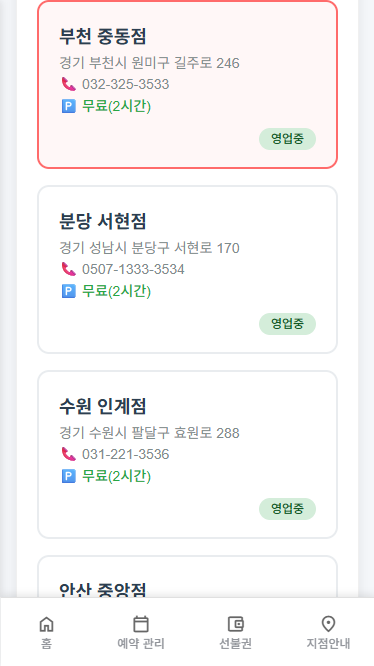 부천 중동점
경기 부천시 원미구 길주로 246
032-325-3533
P 무료(2시간)
영업중
분당 서현점
경기 성남시 분당구 서현로 170
0507-1333-3534
P 무료(2시간)
영업중
수원 인계점
경기 수원시 팔달구 효원로 288
031-221-3536
P 무료(2시간)
영업중
안산 중앙점
홈
예약 관리
선불권
지점안내